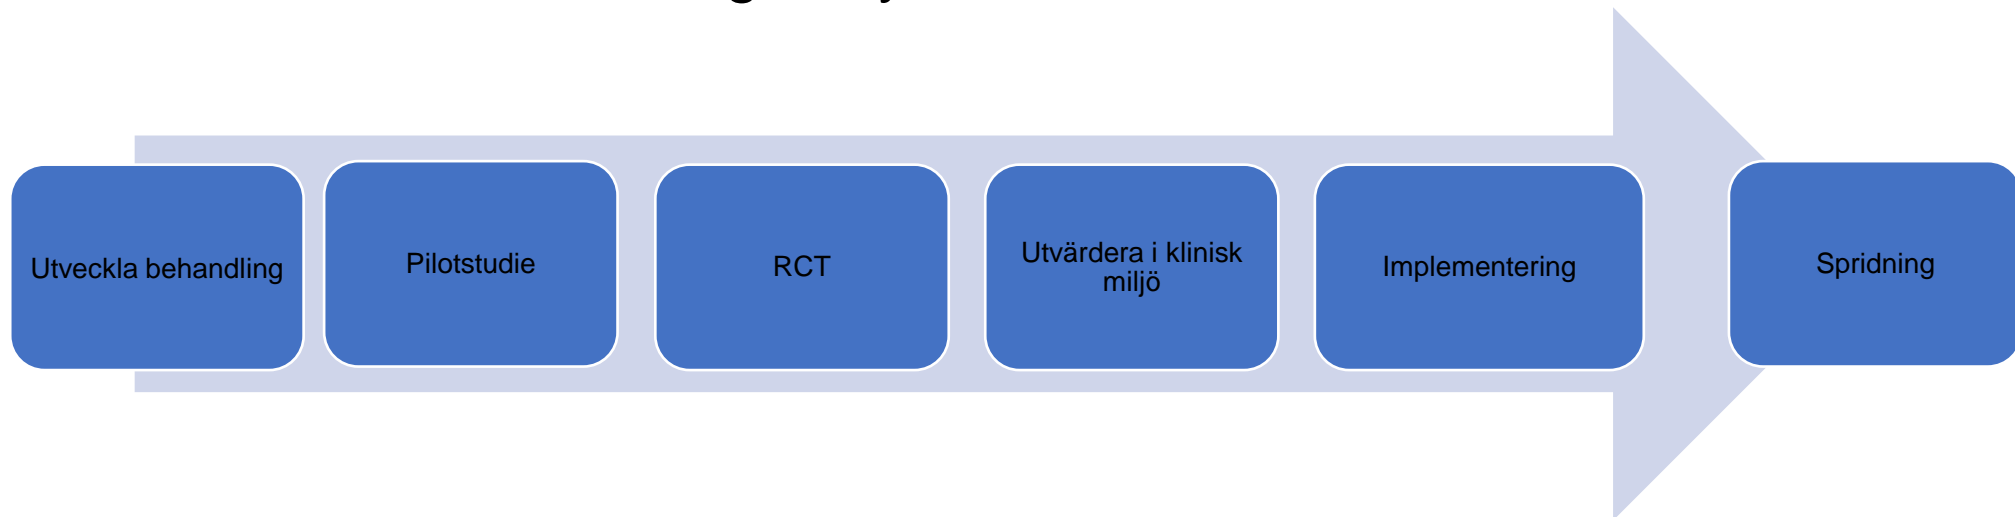 Utveckla behandling
Pilotstudie
RCT
Utvärdera i klinisk
miljö
Implementering
Spridning